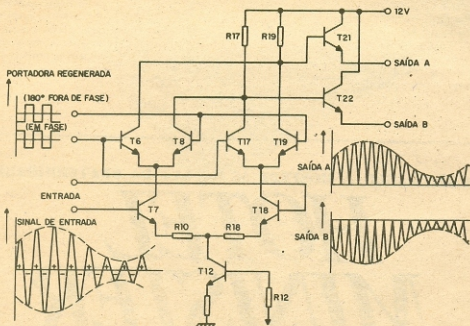 12V
R17
R19
T21
SAÍDA A
PORTADORA REGENERADA
(180° FORA DE FASE)
(EM FASE)
T22
SAÍDA B
T6
T8
T17
T19
SAÍDA A
ENTRADA
T7
T18
SINAL DE ENTRADA
R10
R18
SAÍDA B
T12
R12